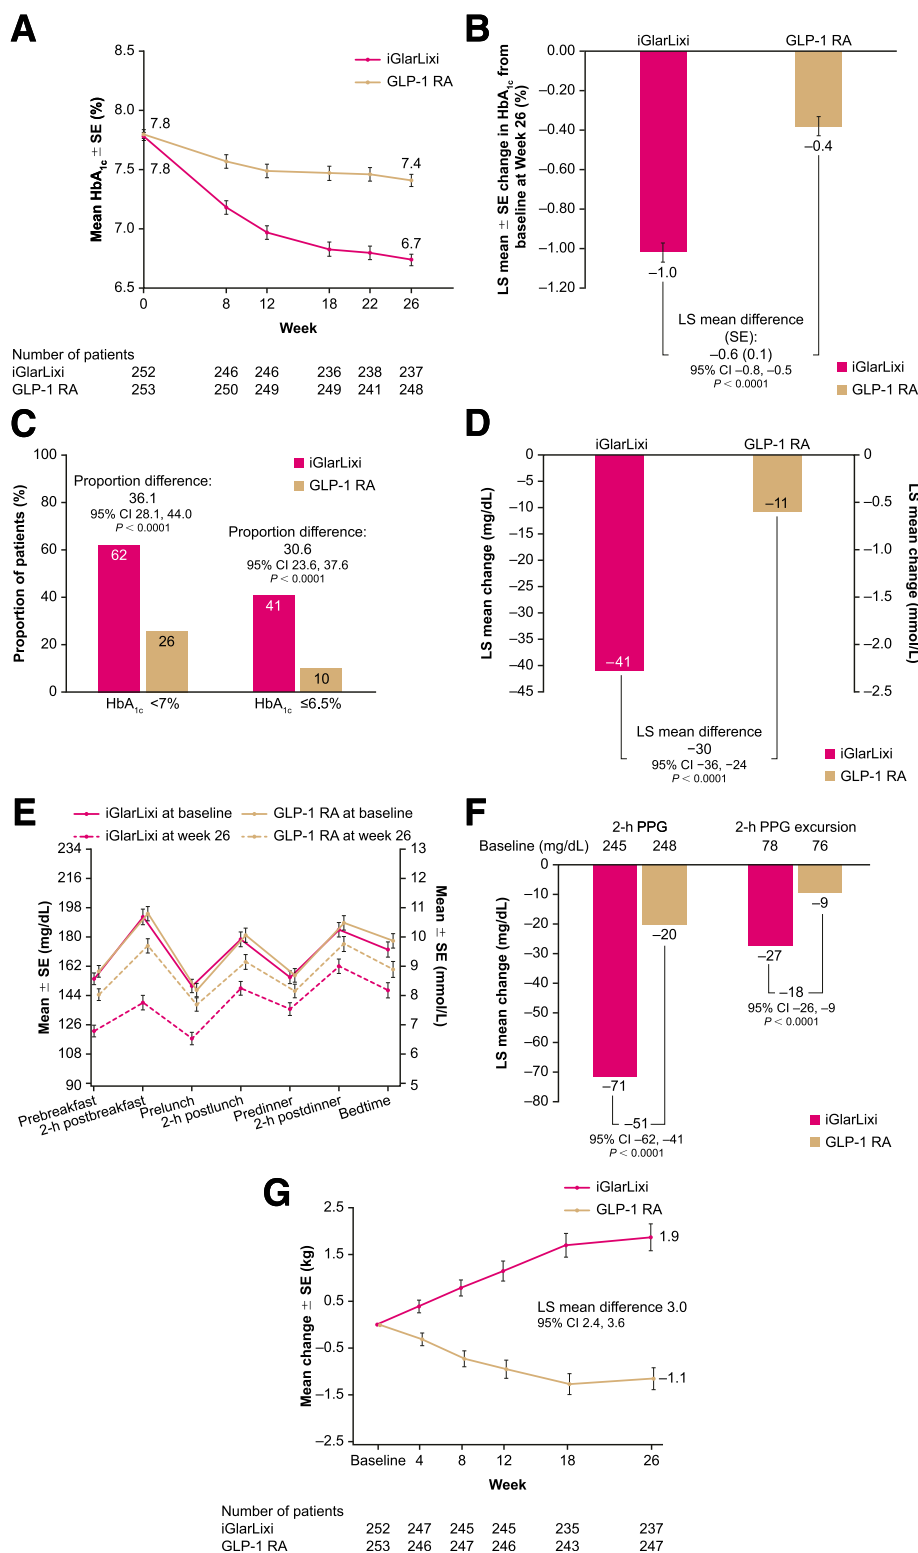 A
8.5
8.0
7.5
7.0
6.5
Mean HbA1c ± SE (%)
iGlarLixi
GLP-1 RA
7.8
7.8
7.4
6.7
0 8 12 18 22 26
Week
Number of patients
iGlarLixi 252 246 246 236 238 237
GLP-1 RA 253 250 249 249 241 248
B
iGlarLixi GLP-1 RA
0.00
–0.20
–0.40
–0.60
–0.80
–1.00
–1.20
LS mean ± SE change in HbA1c from
baseline at Week 26 (%)
–0.4
–1.0
LS mean difference
(SE):
–0.6 (0.1)
95% CI –0.8, –0.5
P < 0.0001
iGlarLixi
GLP-1 RA
C
100
80
60
40
20
0
Proportion of patients (%)
iGlarLixi
GLP-1 RA
Proportion difference:
36.1
95% CI 28.1, 44.0
P < 0.0001
Proportion difference:
30.6
95% CI 23.6, 37.6
P < 0.0001
62
26
41
10
HbA1c <7%
HbA1c ≤6.5%
D
iGlarLixi GLP-1 RA
0
–5
–10
–15
–20
–25
–30
–35
–40
–45
LS mean change (mg/dL)
0
–0.5
–1.0
–1.5
–2.0
–2.5
LS mean change (mmol/L)
–11
–41
LS mean difference
–30
95% CI –36, –24
P < 0.0001
iGlarLixi
GLP-1 RA
E
iGlarLixi at baseline GLP-1 RA at baseline
iGlarLixi at week 26 GLP-1 RA at week 26
234
216
198
180
162
144
126
108
90
Mean ± SE (mg/dL)
13
12
11
10
9
8
7
6
5
Mean ± SE (mmol/L)
Prebreakfast
2-h postbreakfast
Prelunch
2-h postlunch
Predinner
2-h postdinner
Bedtime
F
2-h PPG 2-h PPG excursion
Baseline (mg/dL) 245 248 78 76
0
–10
–20
–30
–40
–50
–60
–70
–80
LS mean change (mg/dL)
–71
–20
–27
–9
–51
95% CI –62, –41
P < 0.0001
–18
95% CI –26, –9
P < 0.0001
iGlarLixi
GLP-1 RA
G
iGlarLixi
GLP-1 RA
2.5
1.5
0.5
–0.5
–1.5
–2.5
Mean change ± SE (kg)
1.9
LS mean difference 3.0
95% CI 2.4, 3.6
–1.1
Baseline 4 8 12 18 26
Week
Number of patients
iGlarLixi 252 247 245 245 235 237
GLP-1 RA 253 246 247 246 243 247